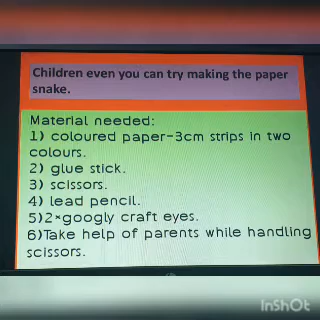 Children even you can try making the paper
snake.
Material needed:
1) coloured paper-3cm strips in two
colours.
2) glue stick.
3) scissors.
4) lead pencil.
5)2*googly craft eyes.
6)Take help of parents while handling
scissors.
InShOt